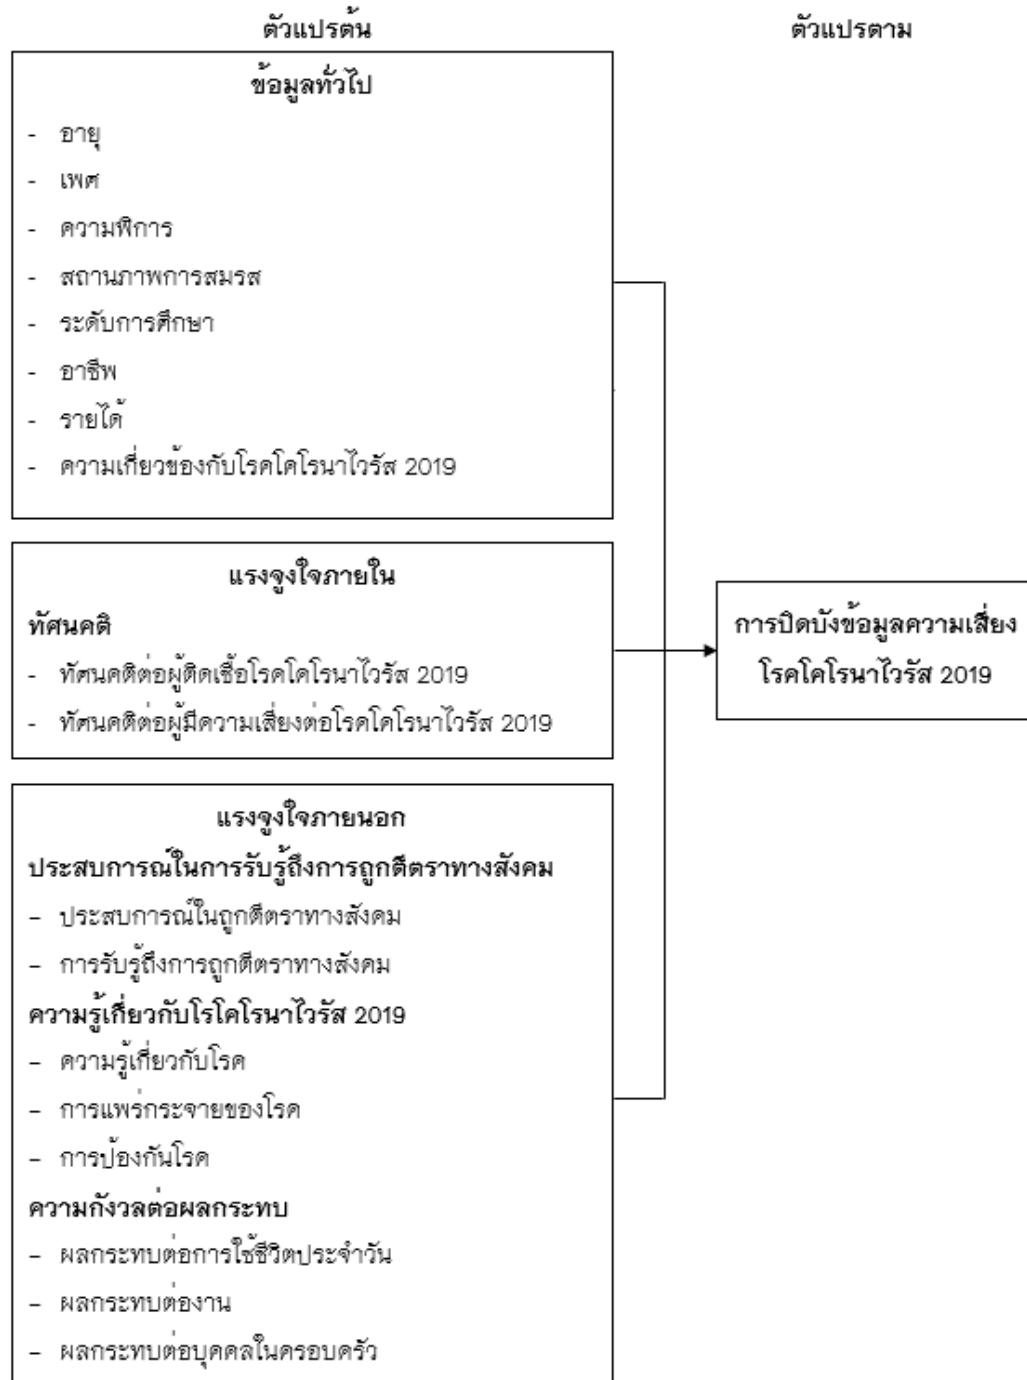 ตัวแปรต้น
ตัวแปรตาม
ข้อมูลทั่วไป
- อายุ
- เพศ
- ความพิการ
- สถานภาพการสมรส
- ระดับการศึกษา
- อาชีพ
- รายได้
- ความเกี่ยวข้องกับโรคโคโรนาไวรัส 2019
แรงจูงใจภายใน
ทัศนคติ
- ทัศนคติต่อผู้ติดเชื้อโรคโคโรนาไวรัส 2019
- ทัศนคติต่อผู้มีความเสี่ยงต่อโรคโคโรนาไวรัส 2019
แรงจูงใจภายนอก
ประสบการณ์ในการรับรู้ถึงการถูกตีตราทางสังคม
– ประสบการณ์ในถูกตีตราทางสังคม
– การรับรู้ถึงการถูกตีตราทางสังคม
ความรู้เกี่ยวกับโรโคโรนาไวรัส 2019
– ความรู้เกี่ยวกับโรค
– การแพร่กระจายของโรค
– การป้องกันโรค
ความกังวลต่อผลกระทบ
– ผลกระทบต่อการใช้ชีวิตประจำวัน
– ผลกระทบต่องาน
– ผลกระทบต่อบุคคลในครอบครัว
การปิดบังข้อมูลความเสี่ยง
โรคโคโรนาไวรัส 2019